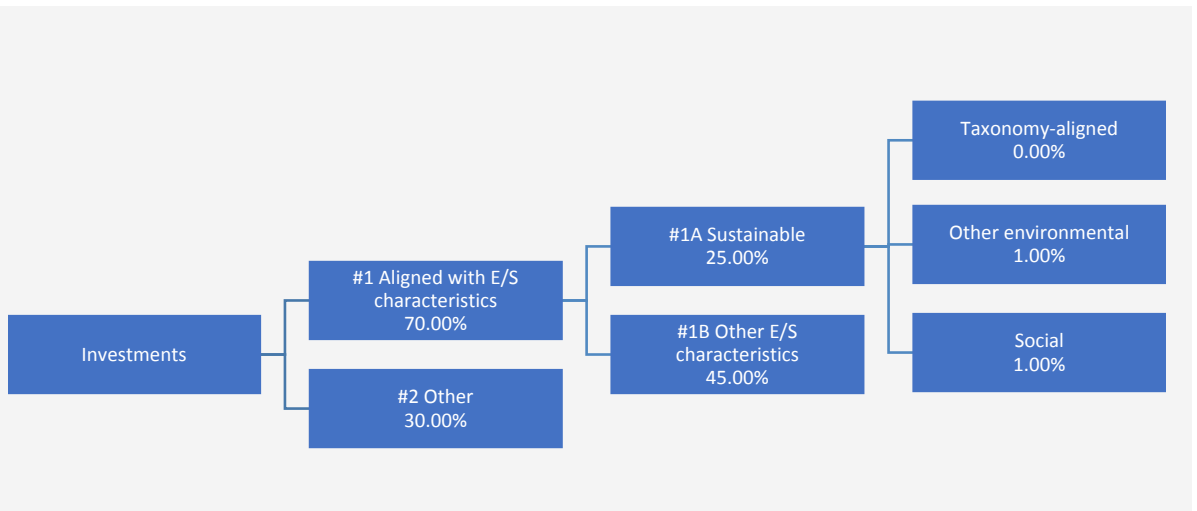 Investments
#1 Aligned with E/S
characteristics
70.00%
#2 Other
30.00%
#1A Sustainable
25.00%
#1B Other E/S
characteristics
45.00%
Taxonomy-aligned
0.00%
Other environmental
1.00%
Social
1.00%